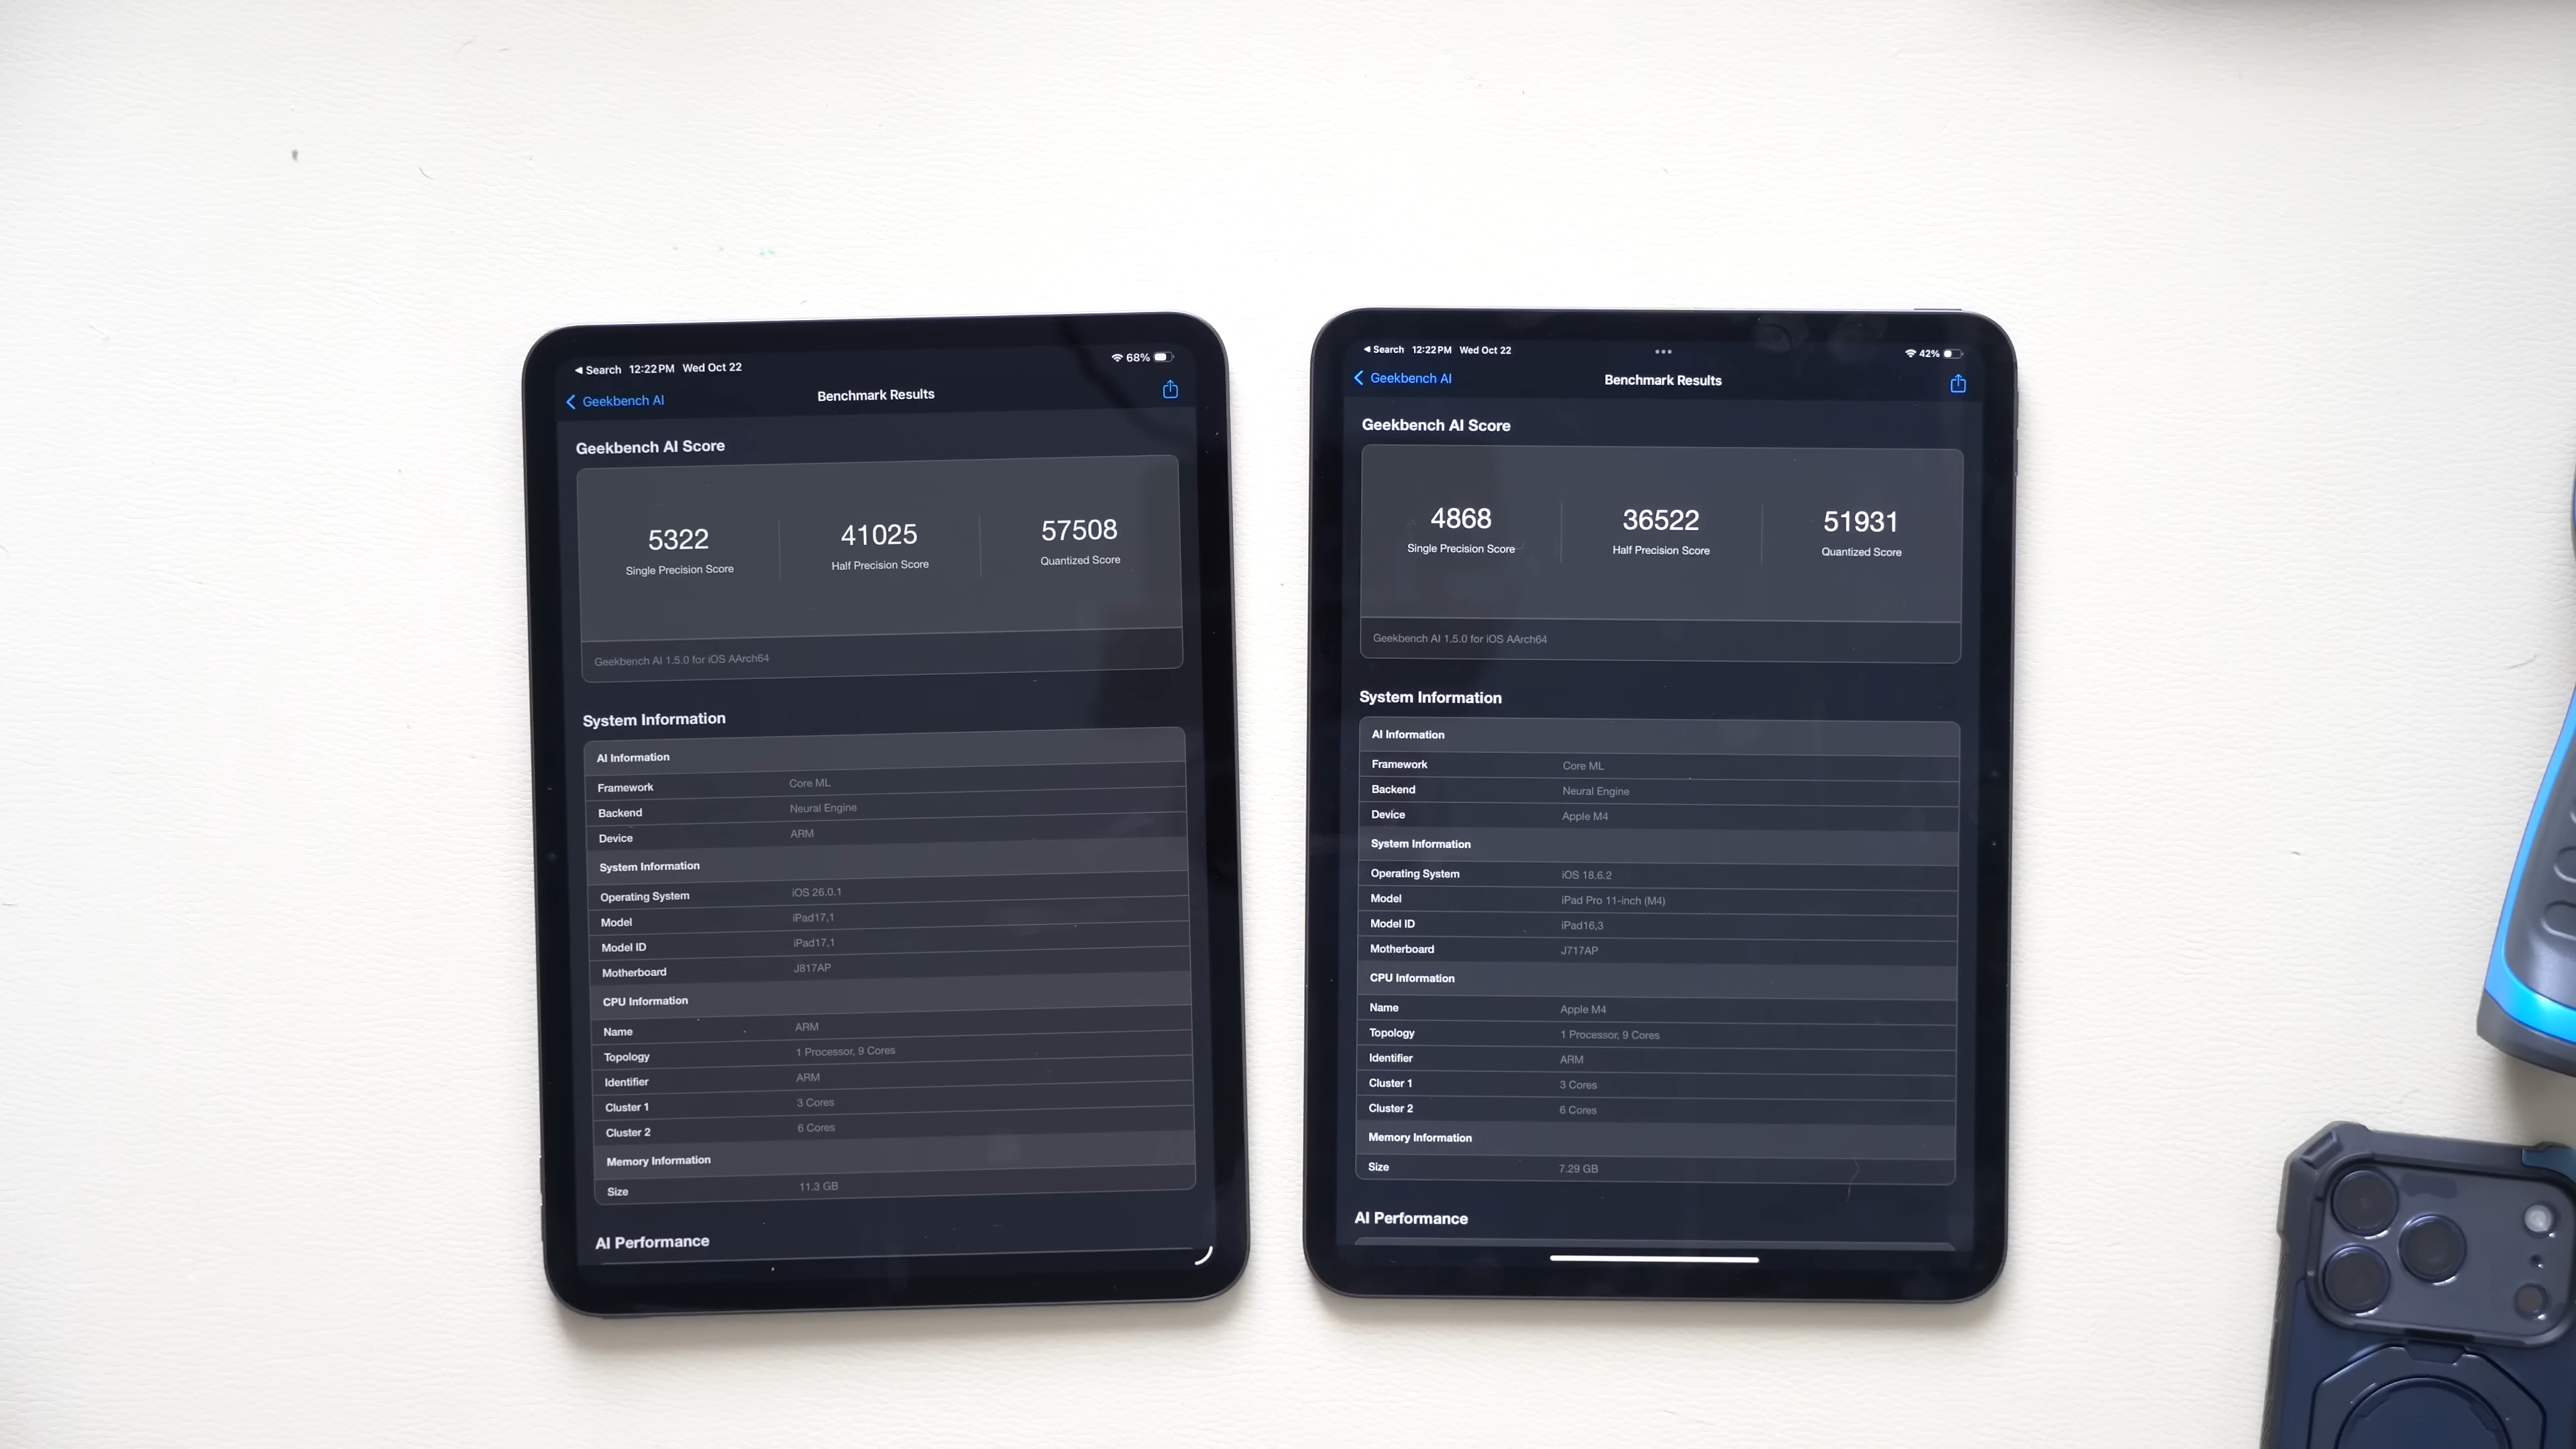 Search 12:22 PM Wed Oct 22
68%
Geekbench AI
Benchmark Results
Geekbench AI Score
5322
41025
57508
Single Precision Score
Half Precision Score
Quantized Score
Geekbench AI 1.5.0 for iOS AArch64
System Information
AI Information
Framework Core ML
Backend Neural Engine
Device ARM
System Information
Operating System iOS 26.0.1
Model iPad17,1
Model ID iPad17,1
Motherboard J817AP
CPU Information
Name ARM
Topology 1 Processor, 9 Cores
Identifier ARM
Cluster 1 3 Cores
Cluster 2 6 Cores
Memory Information
Size 11.3 GB
AI Performance
Search 12:22 PM Wed Oct 22
42%
Geekbench AI
Benchmark Results
Geekbench AI Score
4868
36522
51931
Single Precision Score
Half Precision Score
Quantized Score
Geekbench AI 1.5.0 for iOS AArch64
System Information
AI Information
Framework Core ML
Backend Neural Engine
Device Apple M4
System Information
Operating System iOS 18.6.2
Model iPad Pro 11-inch (M4)
Model ID iPad16,3
Motherboard J717AP
CPU Information
Name Apple M4
Topology 1 Processor, 9 Cores
Identifier ARM
Cluster 1 3 Cores
Cluster 2 6 Cores
Memory Information
Size 7.29 GB
AI Performance